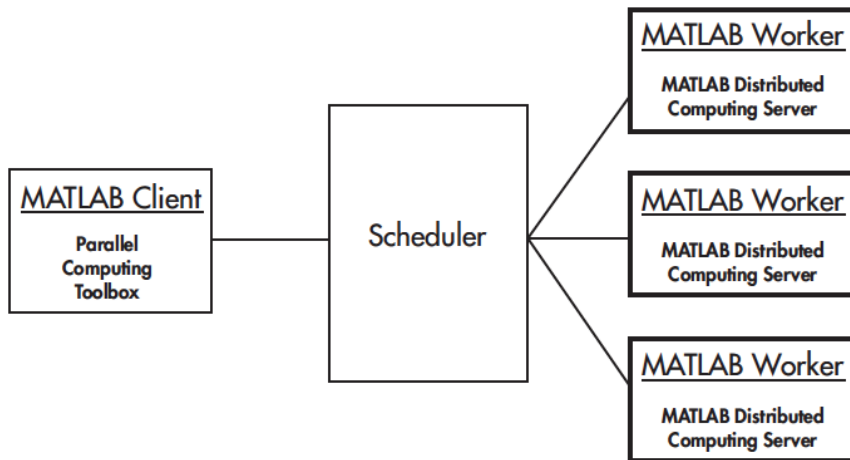 MATLAB Client
Parallel
Computing
Toolbox
Scheduler
MATLAB Worker
MATLAB Distributed
Computing Server
MATLAB Worker
MATLAB Distributed
Computing Server
MATLAB Worker
MATLAB Distributed
Computing Server